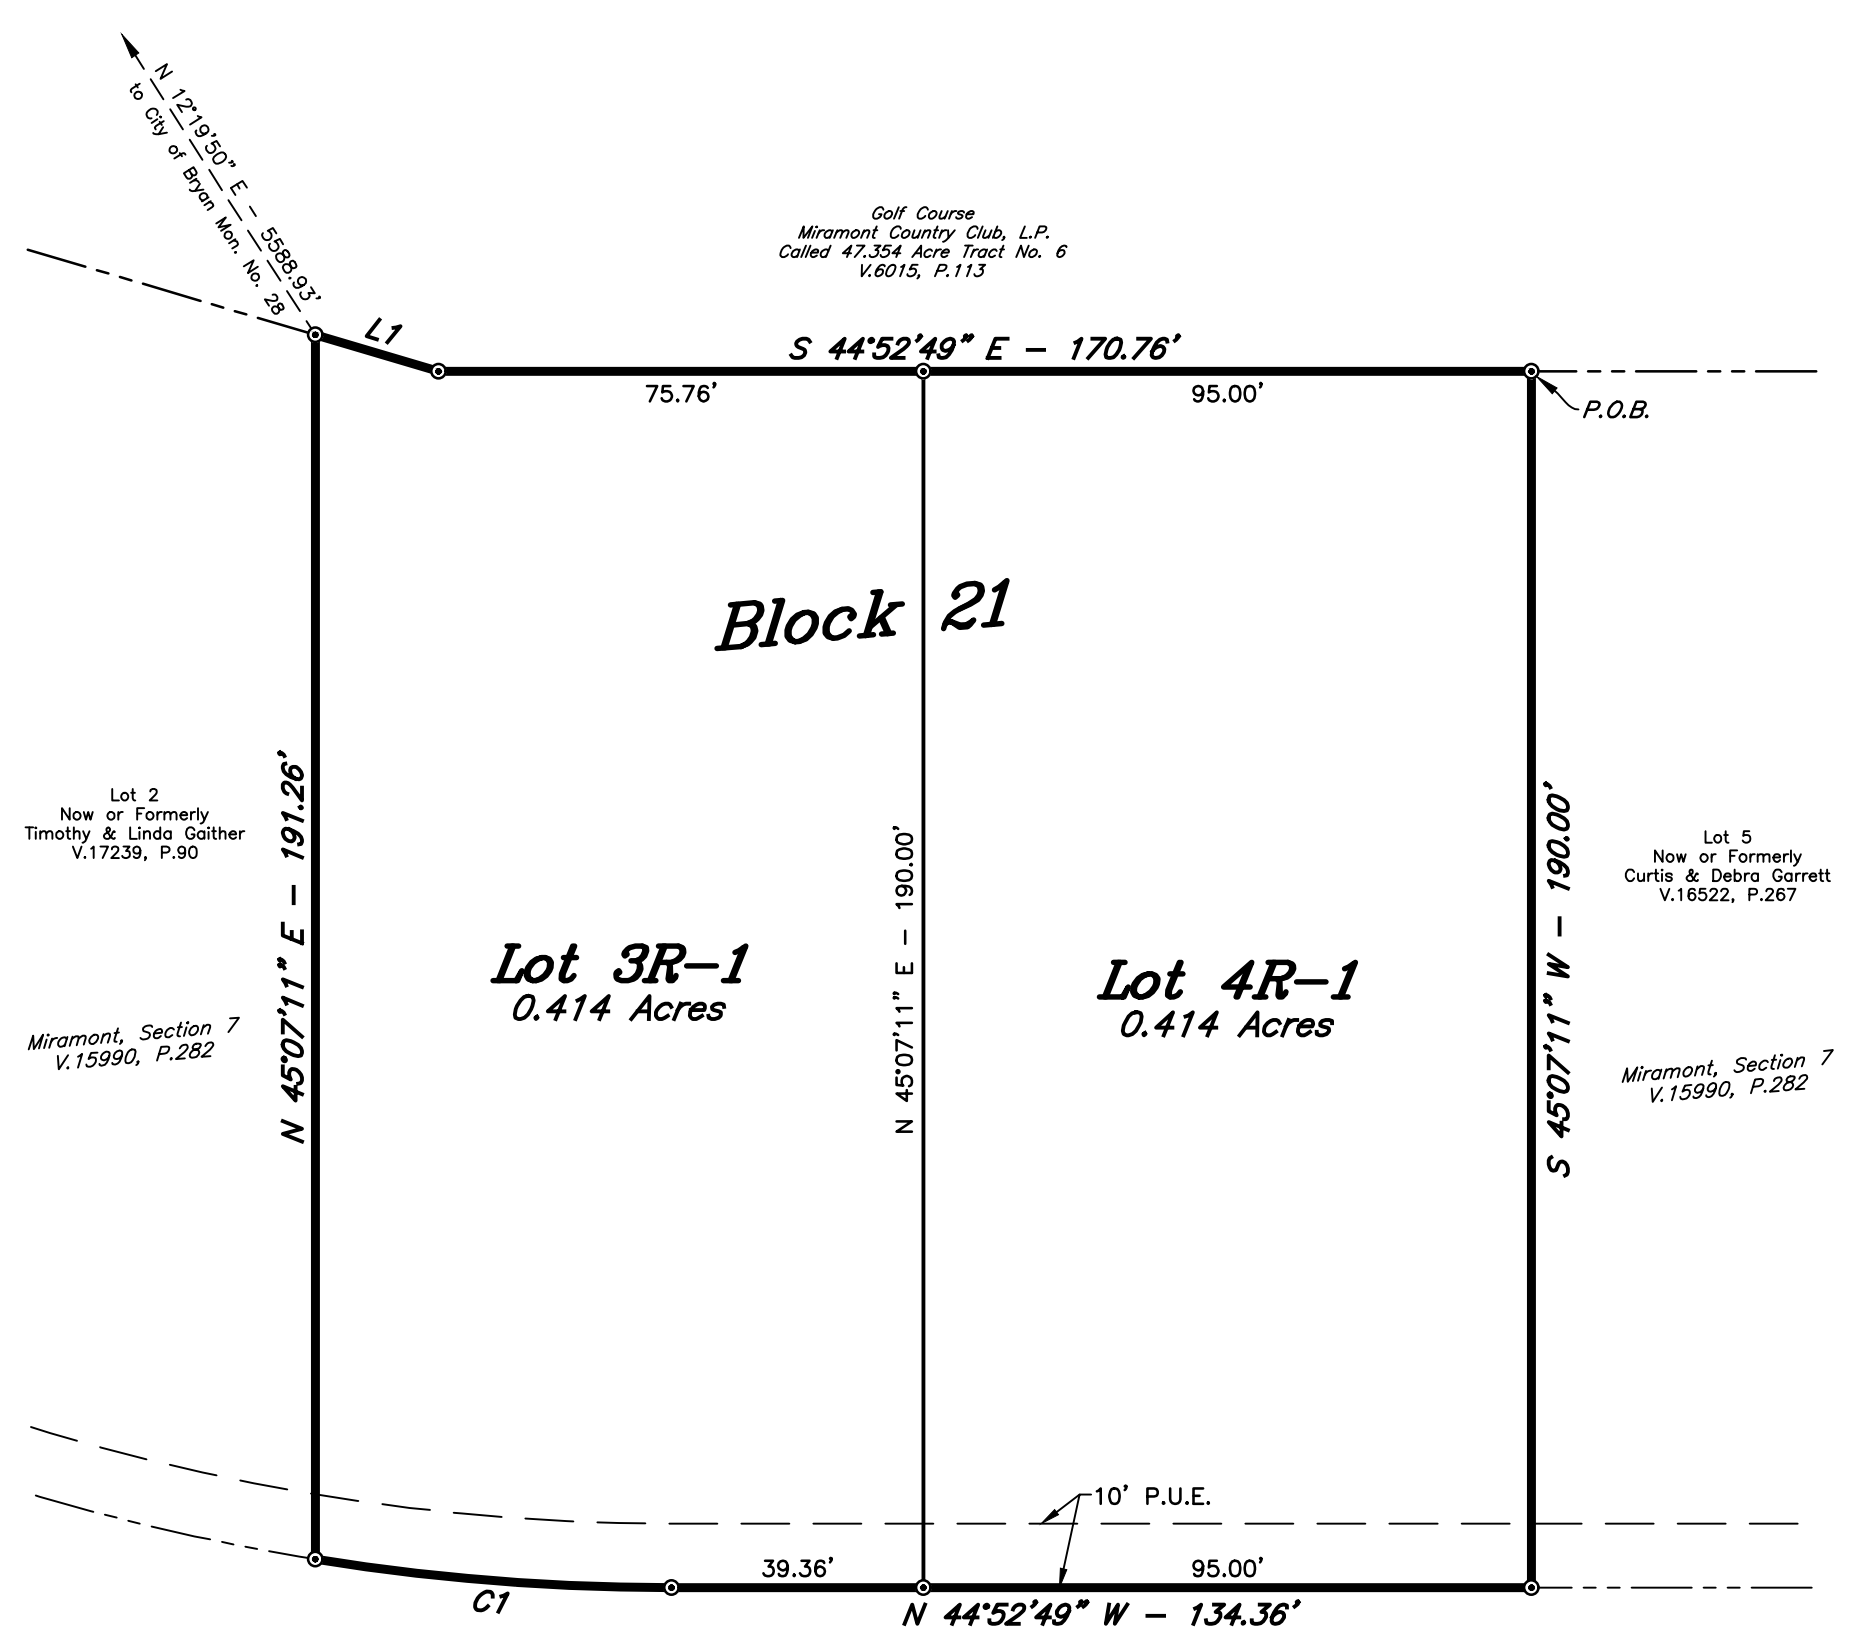 N 12°19'50" E - 5588.93'
to City of Bryan Mon. No. 28
Golf Course
Miramont Country Club, L.P.
Called 47.354 Acre Tract No. 6
V.6015, P.113
L1
S 44°52'49" E - 170.76'
75.76'
95.00'
P.O.B.
Block 21
Lot 2
Now or Formerly
Timothy & Linda Gaither
V.17239, P.90
N 45°07'11" E - 191.26'
N 45°07'11" E - 190.00'
S 45°07'11" W - 190.00'
Lot 5
Now or Formerly
Curtis & Debra Garrett
V.16522, P.267
Lot 3R-1
0.414 Acres
Lot 4R-1
0.414 Acres
Miramont, Section 7
V.15990, P.282
Miramont, Section 7
V.15990, P.282
10' P.U.E.
39.36'
95.00'
C1
N 44°52'49" W - 134.36'